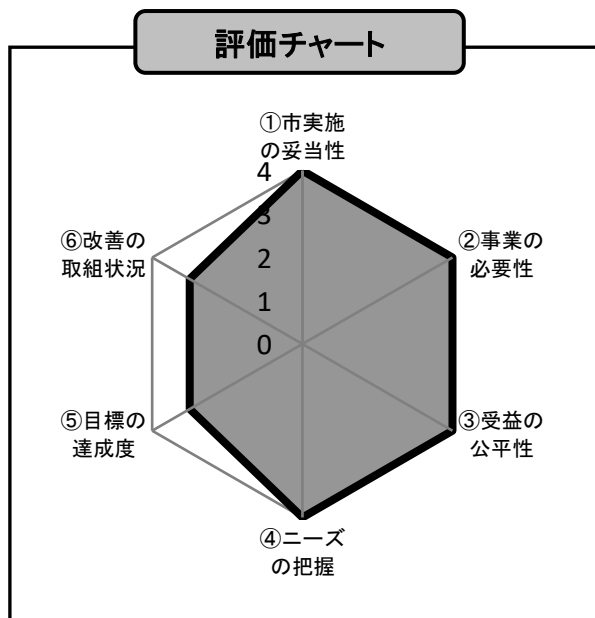 評価チャート
①市実施
の妥当性
4
3
2
1
0
②事業の
必要性
③受益の
公平性
④ニーズ
の把握
⑤目標の
達成度
⑥改善の
取組状況